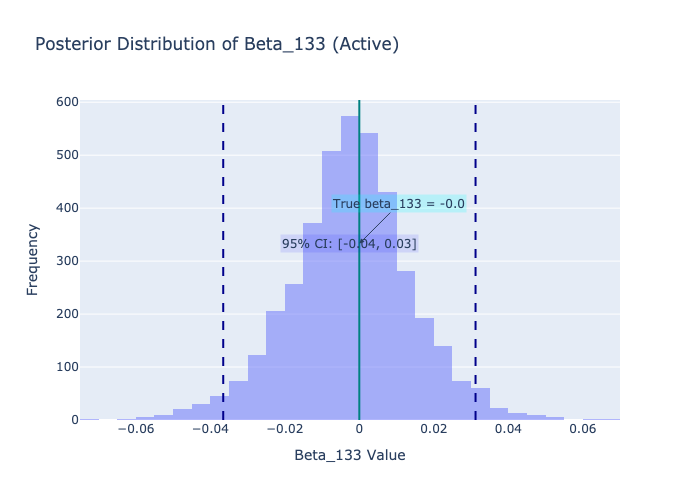 Posterior Distribution of Beta_133 (Active)
600
500
400
300
200
100
0
Frequency
True beta_133 = -0.0
95% CI: [-0.04, 0.03]
−0.06
−0.04
−0.02
0
0.02
0.04
0.06
Beta_133 Value